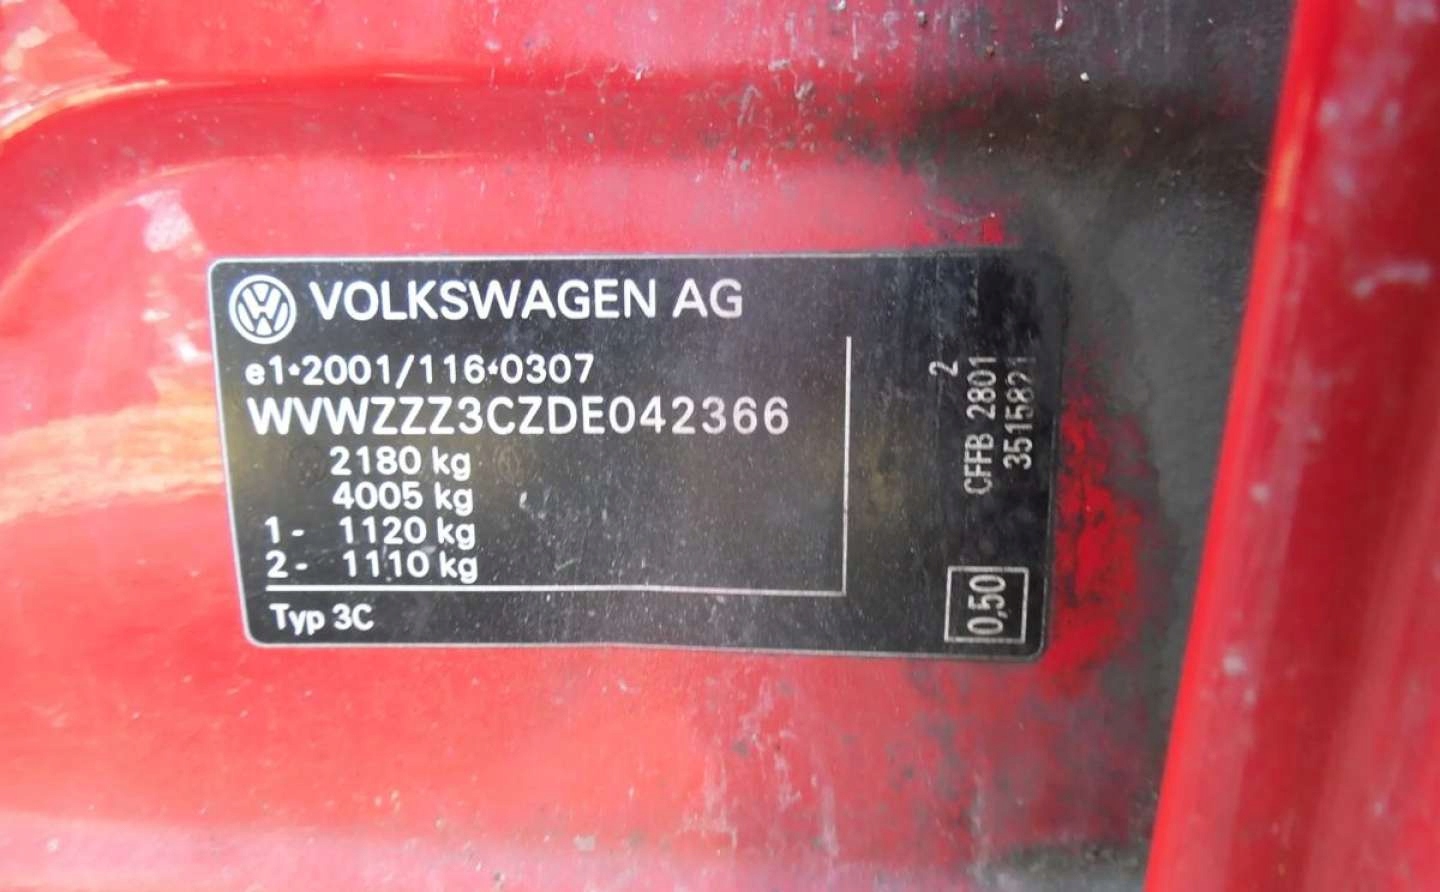 VOLKSWAGEN AG
e1*2001/116*0307
WVWZZZ3CZDE042366
2180 kg
4005 kg
1- 1120 kg
2- 1110 kg
Typ 3C
2
CFFB 2801
3515821
0,50